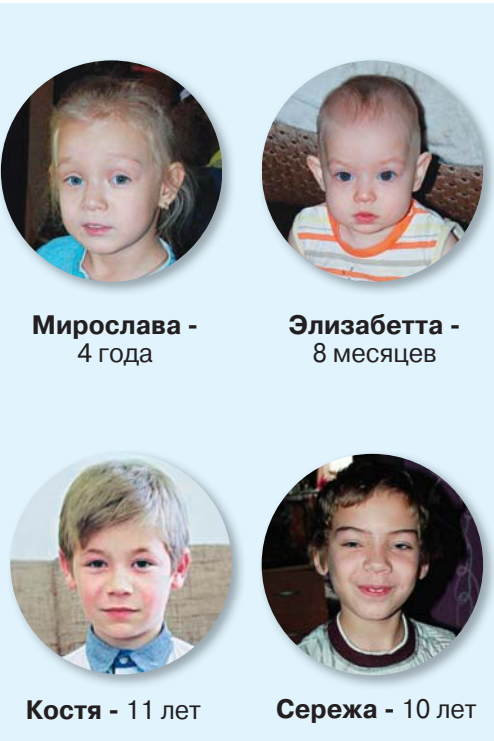 Мирослава -
4 года
Элизабетта -
8 месяцев
Костя - 11 лет
Сережа - 10 лет